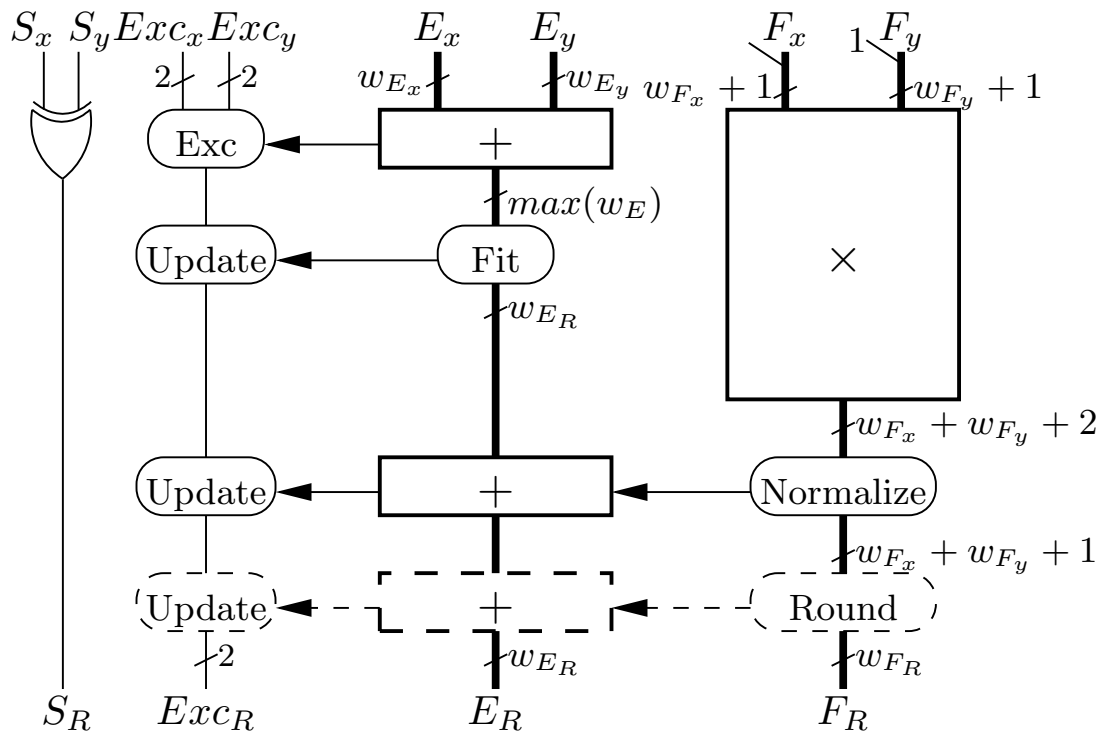 S_x S_y Exc_x Exc_y E_x E_y F_x F_y
2 2 w_{E_x} w_{E_y} w_{F_x} + 1 1 w_{F_y} + 1
Exc + ×
max(w_E)
Update Fit
w_{E_R}
w_{F_x} + w_{F_y} + 2
Update + Normalize
w_{F_x} + w_{F_y} + 1
Update + Round
2 w_{E_R} w_{F_R}
S_R Exc_R E_R F_R